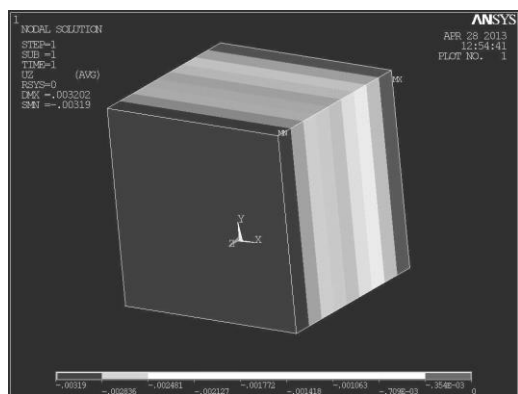 1
NODAL SOLUTION
STEP=1
SUB =1
TIME=1
UZ (AVG)
RSYS=0
DMX =.003202
SMN =-.00319
ANSYS
APR 28 2013
12:54:41
PLOT NO. 1
MX
MN
Y
Z X
-.00319 -.002481 -.001772 -.001063 -.354E-03
-.002836 -.002127 -.001418 -.709E-03 0